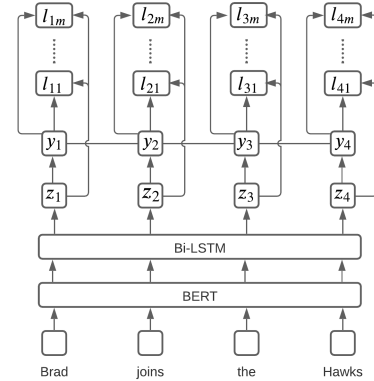 l1m l2m l3m l4m
l11 l21 l31 l41
y1 y2 y3 y4
z1 z2 z3 z4
Bi-LSTM
BERT
Brad joins the Hawks